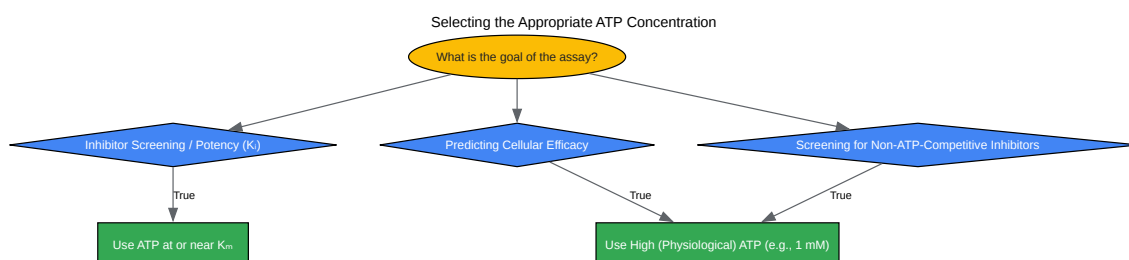 Selecting the Appropriate ATP Concentration
What is the goal of the assay?
Inhibitor Screening / Potency (Kᵢ)
Predicting Cellular Efficacy
Screening for Non-ATP-Competitive Inhibitors
True
True
True
Use ATP at or near Kₘ
Use High (Physiological) ATP (e.g., 1 mM)